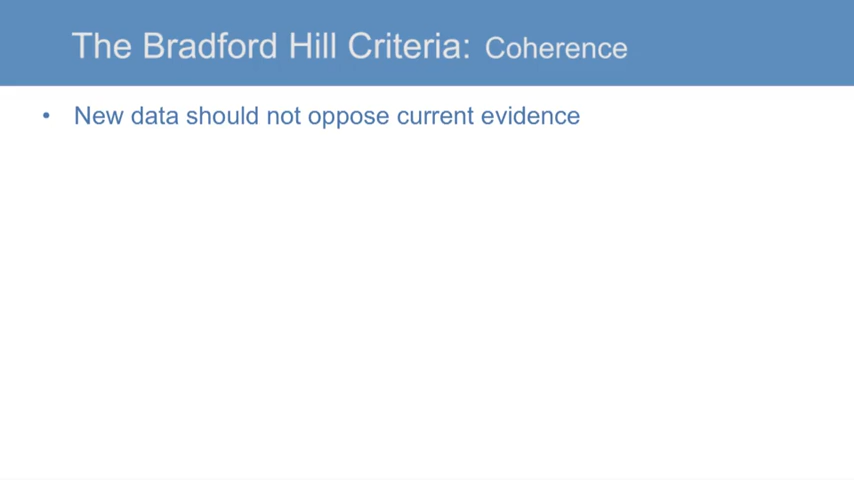 The Bradford Hill Criteria: Coherence
• New data should not oppose current evidence